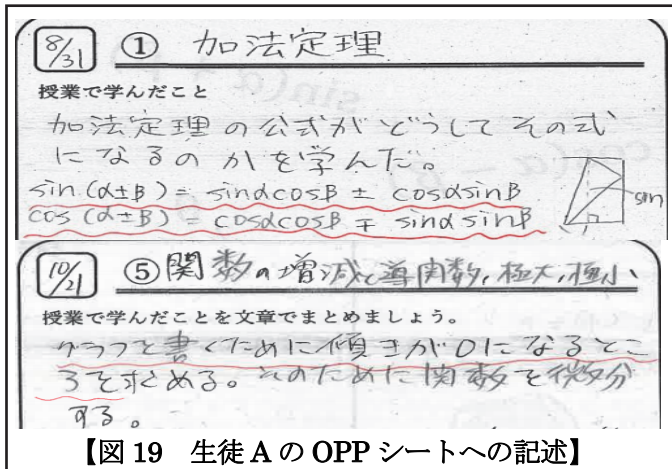 8/31 ① 加法定理
授業で学んだこと
加法定理の公式がどうしてその式
になるのかを学んだ。
sin(α±β)=sinαcosβ ± cosαsinβ
cos(α±β)=cosαcosβ ∓ sinαsinβ
sin
10/21 ⑤関数の増減と導関数,極大,極小
授業で学んだことを文章でまとめましょう。
グラフを書くために傾きが0になるとこ
ろを求める。そのために関数を微分
する。
【図 19 生徒 A の OPP シートへの記述】